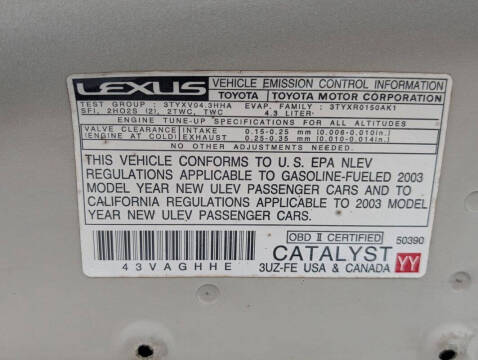 LEXUS VEHICLE EMISSION CONTROL INFORMATION
TOYOTA TOYOTA MOTOR CORPORATION
TEST GROUP : 3TYXV04.3HHA EVAP. FAMILY : 3TYXR0150AK1
SFI, 2HO2S (2), 2TWC, TWC 4.3 LITER
ENGINE TUNE-UP SPECIFICATIONS FOR ALL ALTITUDES
VALVE CLEARANCE INTAKE 0.15-0.25 mm (0.006-0.010in.)
(ENGINE AT COLD) EXHAUST 0.25-0.35 mm (0.010-0.014in.)
NO OTHER ADJUSTMENTS NEEDED.
THIS VEHICLE CONFORMS TO U.S. EPA NLEV
REGULATIONS APPLICABLE TO GASOLINE-FUELED 2003
MODEL YEAR NEW ULEV PASSENGER CARS AND TO
CALIFORNIA REGULATIONS APPLICABLE TO 2003 MODEL
YEAR NEW ULEV PASSENGER CARS.
OBD II CERTIFIED 50390
43VAGHHE CATALYST YY
3UZ-FE USA & CANADA